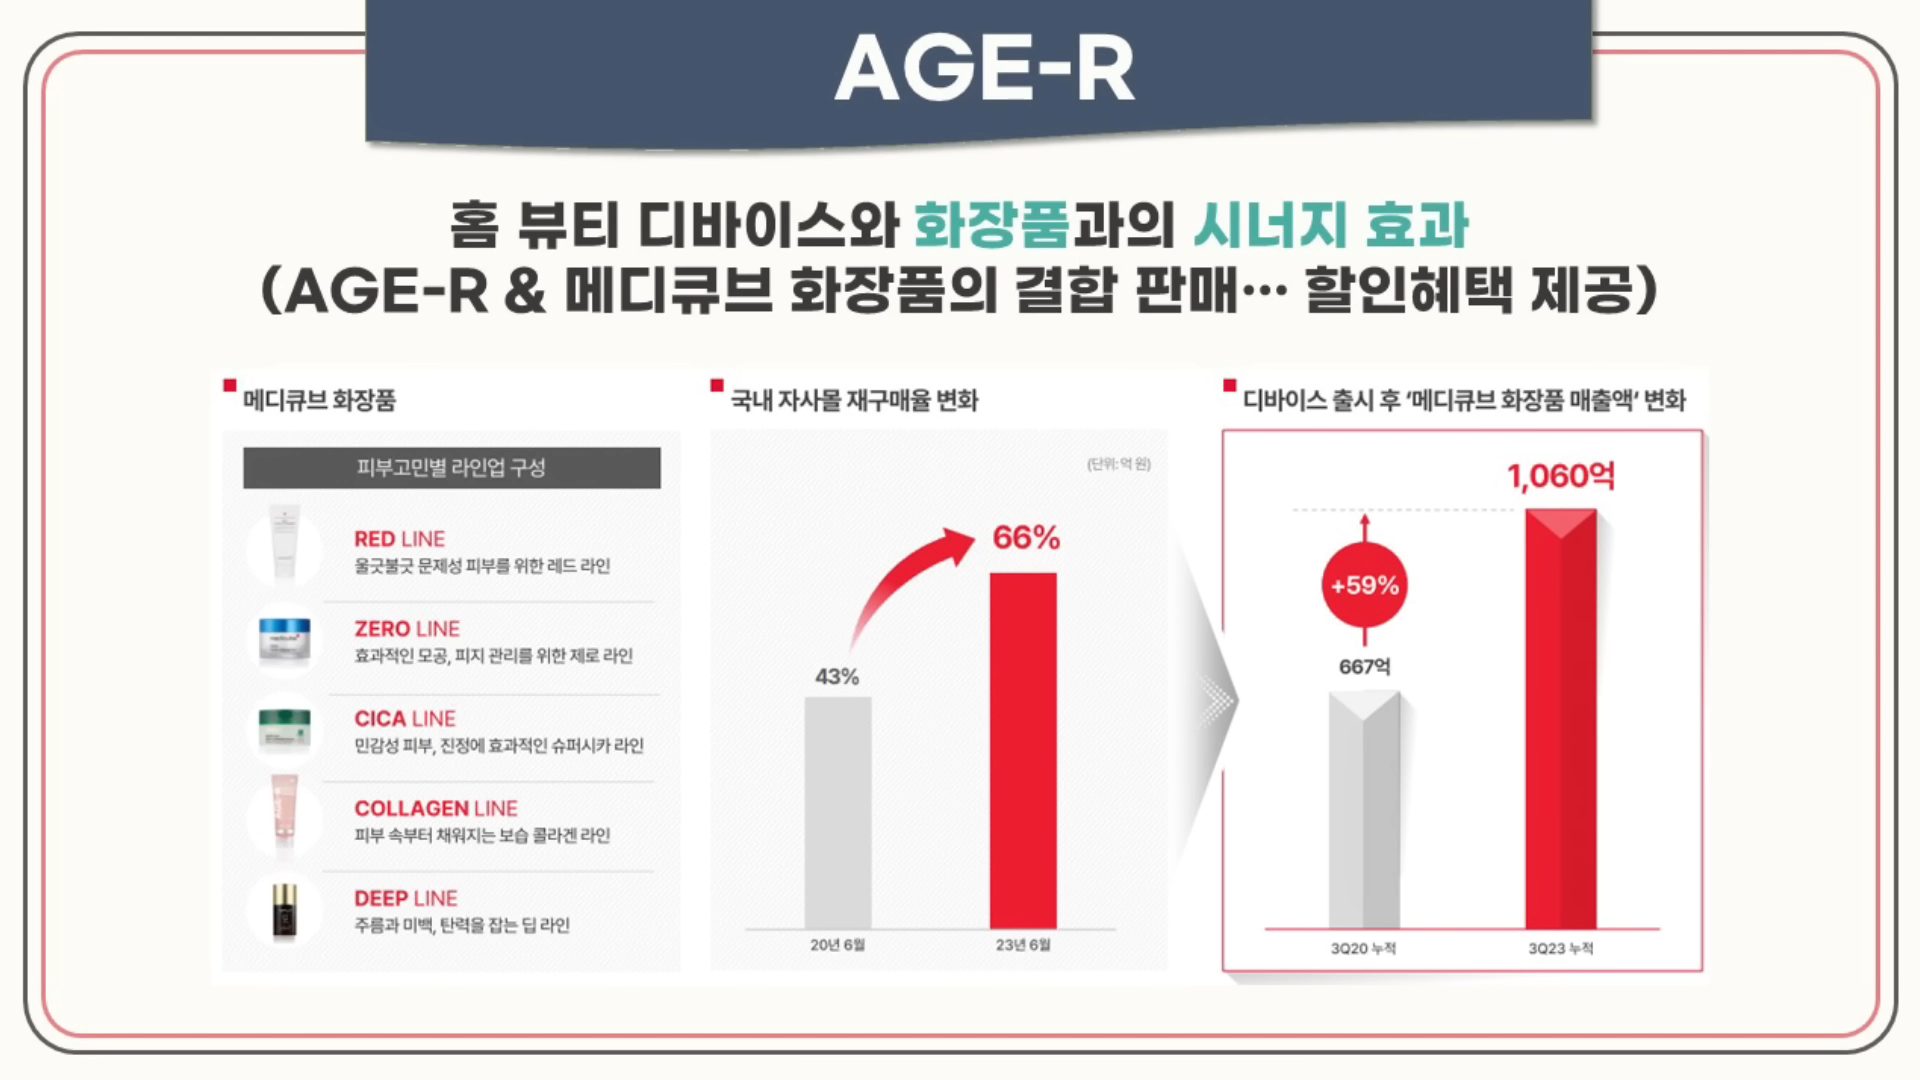 AGE-R
홈 뷰티 디바이스와 화장품과의 시너지 효과
(AGE-R & 메디큐브 화장품의 결합 판매… 할인혜택 제공)
메디큐브 화장품
피부고민별 라인업 구성
RED LINE
울긋불긋 문제성 피부를 위한 레드 라인
ZERO LINE
효과적인 모공, 피지 관리를 위한 제로 라인
CICA LINE
민감성 피부, 진정에 효과적인 슈퍼시카 라인
COLLAGEN LINE
피부 속부터 채워지는 보습 콜라겐 라인
DEEP LINE
주름과 미백, 탄력을 잡는 딥 라인
국내 자사몰 재구매율 변화
(단위: 억 원)
43%
66%
20년 6월
23년 6월
디바이스 출시 후 ‘메디큐브 화장품 매출액‘ 변화
1,060억
+59%
667억
3Q20 누적
3Q23 누적